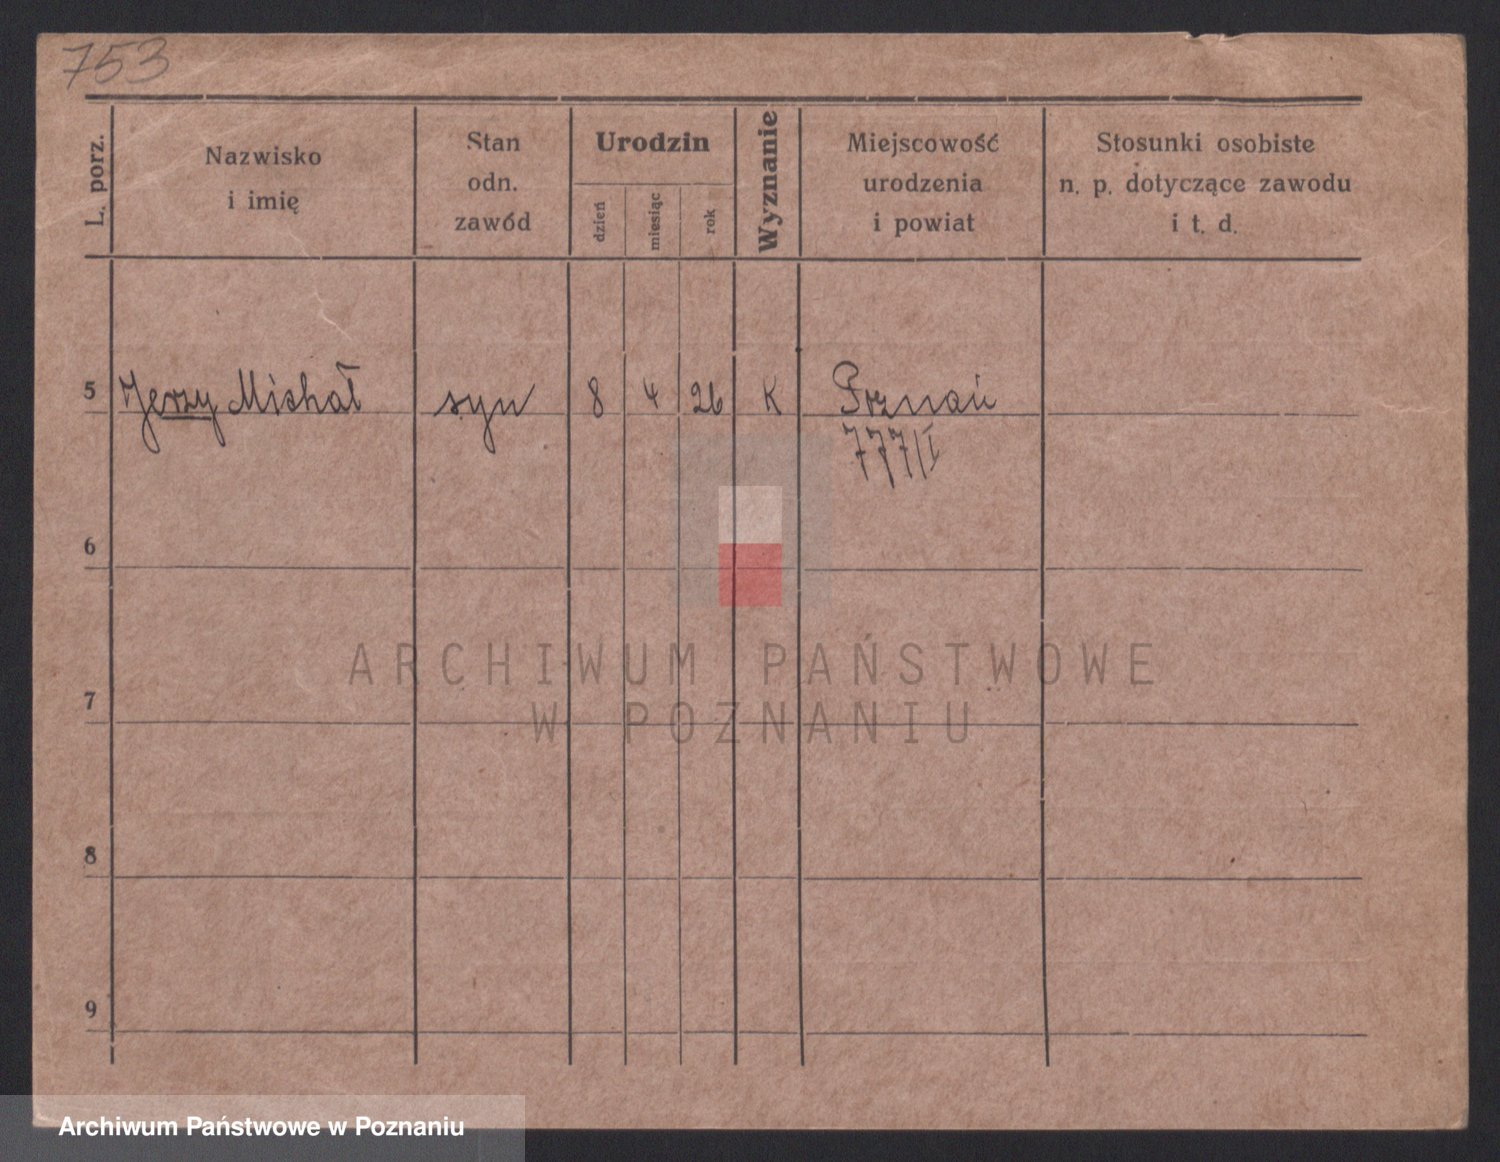 753
L. porz.
Nazwisko
i imię
Stan
odn.
zawód
Urodzin
dzień
miesiąc
rok
Wyznanie
Miejscowość
urodzenia
i powiat
Stosunki osobiste
n. p. dotyczące zawodu
i t. d.
5 Jerzy Michał syn 8 4 26 K Poznań
777/I
6
7
8
9
ARCHIWUM PAŃSTWOWE
W POZNANIU
Archiwum Państwowe w Poznaniu